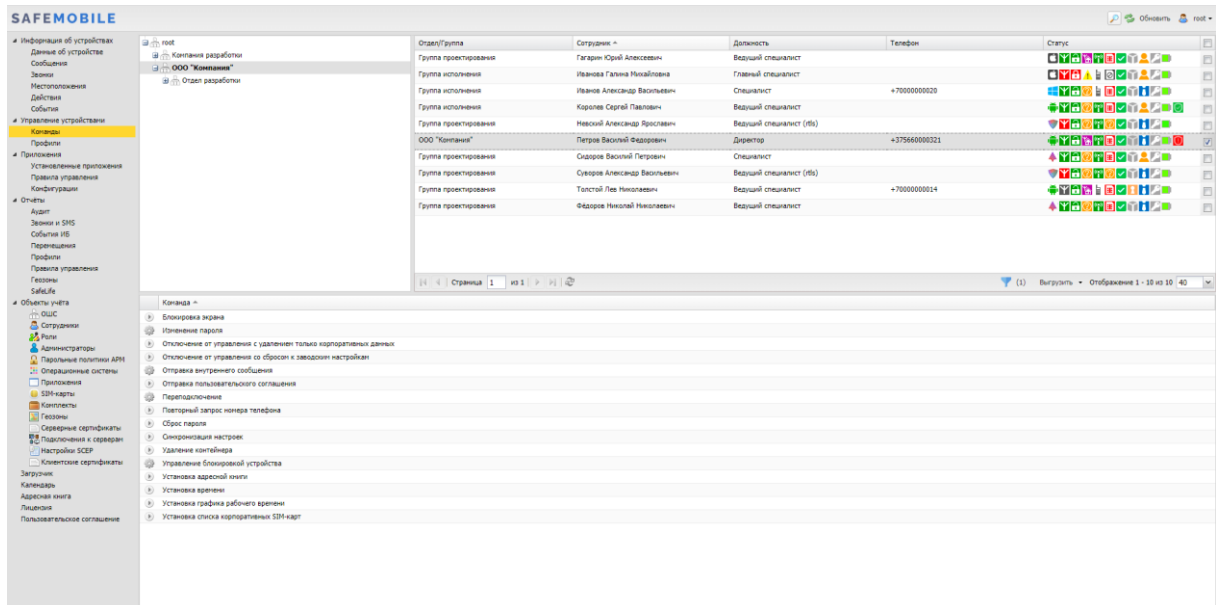 SAFEMOBILE
Обновить root
Информация об устройствах
Данные об устройстве
Сообщения
Звонки
Местоположения
Действия
События
Управление устройствами
Команды
Профили
Приложения
Установленные приложения
Правила управления
Конфигурации
Отчёты
Аудит
Звонки и SMS
События ИБ
Перемещения
Профили
Правила управления
Геозоны
SafeLife
Объекты учёта
ОШС
Сотрудники
Роли
Администраторы
Парольные политики АРМ
Операционные системы
Приложения
SIM-карты
Комплекты
Геозоны
Серверные сертификаты
Подключения к серверам
Настройки SCEP
Клиентские сертификаты
Загрузчик
Календарь
Адресная книга
Лицензия
Пользовательское соглашение
root
Компания разработки
ООО "Компания"
Отдел разработки
Отдел/Группа Сотрудник Должность Телефон Статус
Группа проектирования Гагарин Юрий Алексеевич Ведущий специалист
Группа исполнения Иванова Галина Михайловна Главный специалист
Группа исполнения Иванов Александр Васильевич Специалист +70000000020
Группа исполнения Королев Сергей Павлович Ведущий специалист
Группа проектирования Невский Александр Ярославич Ведущий специалист (rtls)
ООО "Компания" Петров Василий Федорович Директор +375660000321
Группа проектирования Сидоров Василий Петрович Специалист
Группа проектирования Суворов Александр Васильевич Ведущий специалист (rtls)
Группа проектирования Толстой Лев Николаевич Ведущий специалист +70000000014
Группа проектирования Фёдоров Николай Николаевич Ведущий специалист
Страница 1 из 1 (1) Выгрузить Отображение 1 - 10 из 10 40
Команда
Блокировка экрана
Изменение пароля
Отключение от управления с удалением только корпоративных данных
Отключение от управления со сбросом к заводским настройкам
Отправка внутреннего сообщения
Отправка пользовательского соглашения
Переподключение
Повторный запрос номера телефона
Сброс пароля
Синхронизация настроек
Удаление контейнера
Управление блокировкой устройства
Установка адресной книги
Установка времени
Установка графика рабочего времени
Установка списка корпоративных SIM-карт